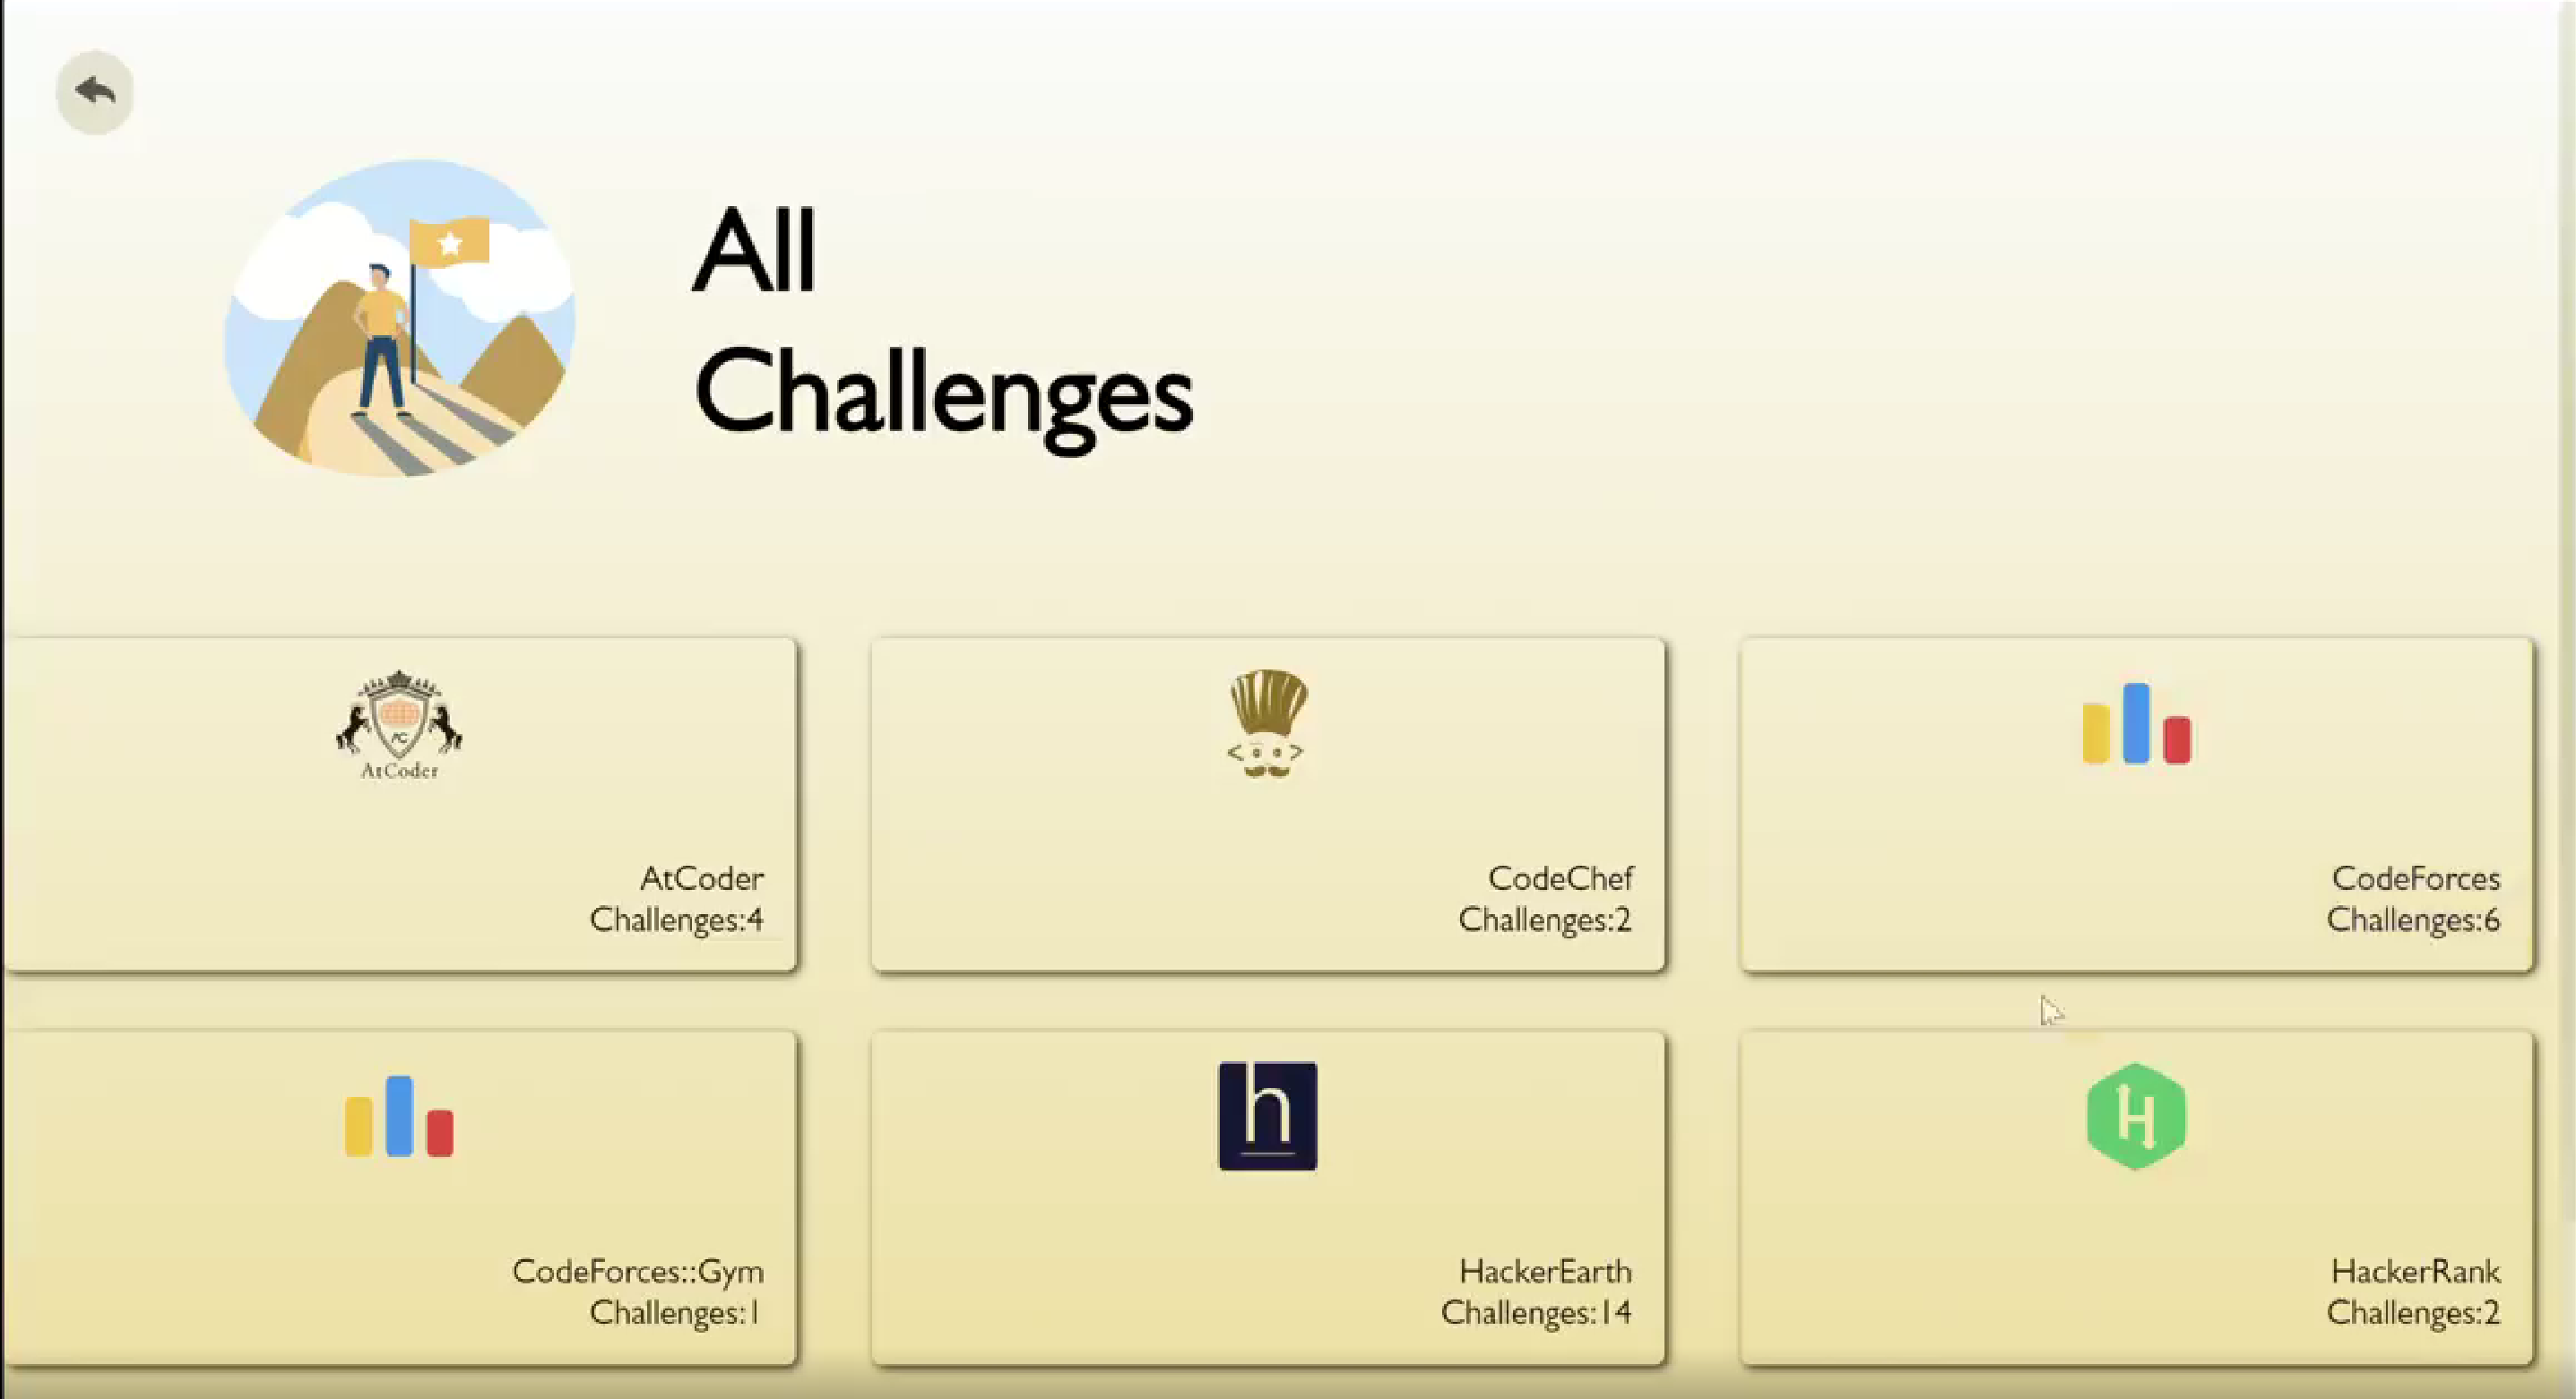 All
Challenges
AtCoder
AtCoder
Challenges:4
CodeChef
Challenges:2
CodeForces
Challenges:6
CodeForces::Gym
Challenges:1
h
HackerEarth
Challenges:14
H
HackerRank
Challenges:2